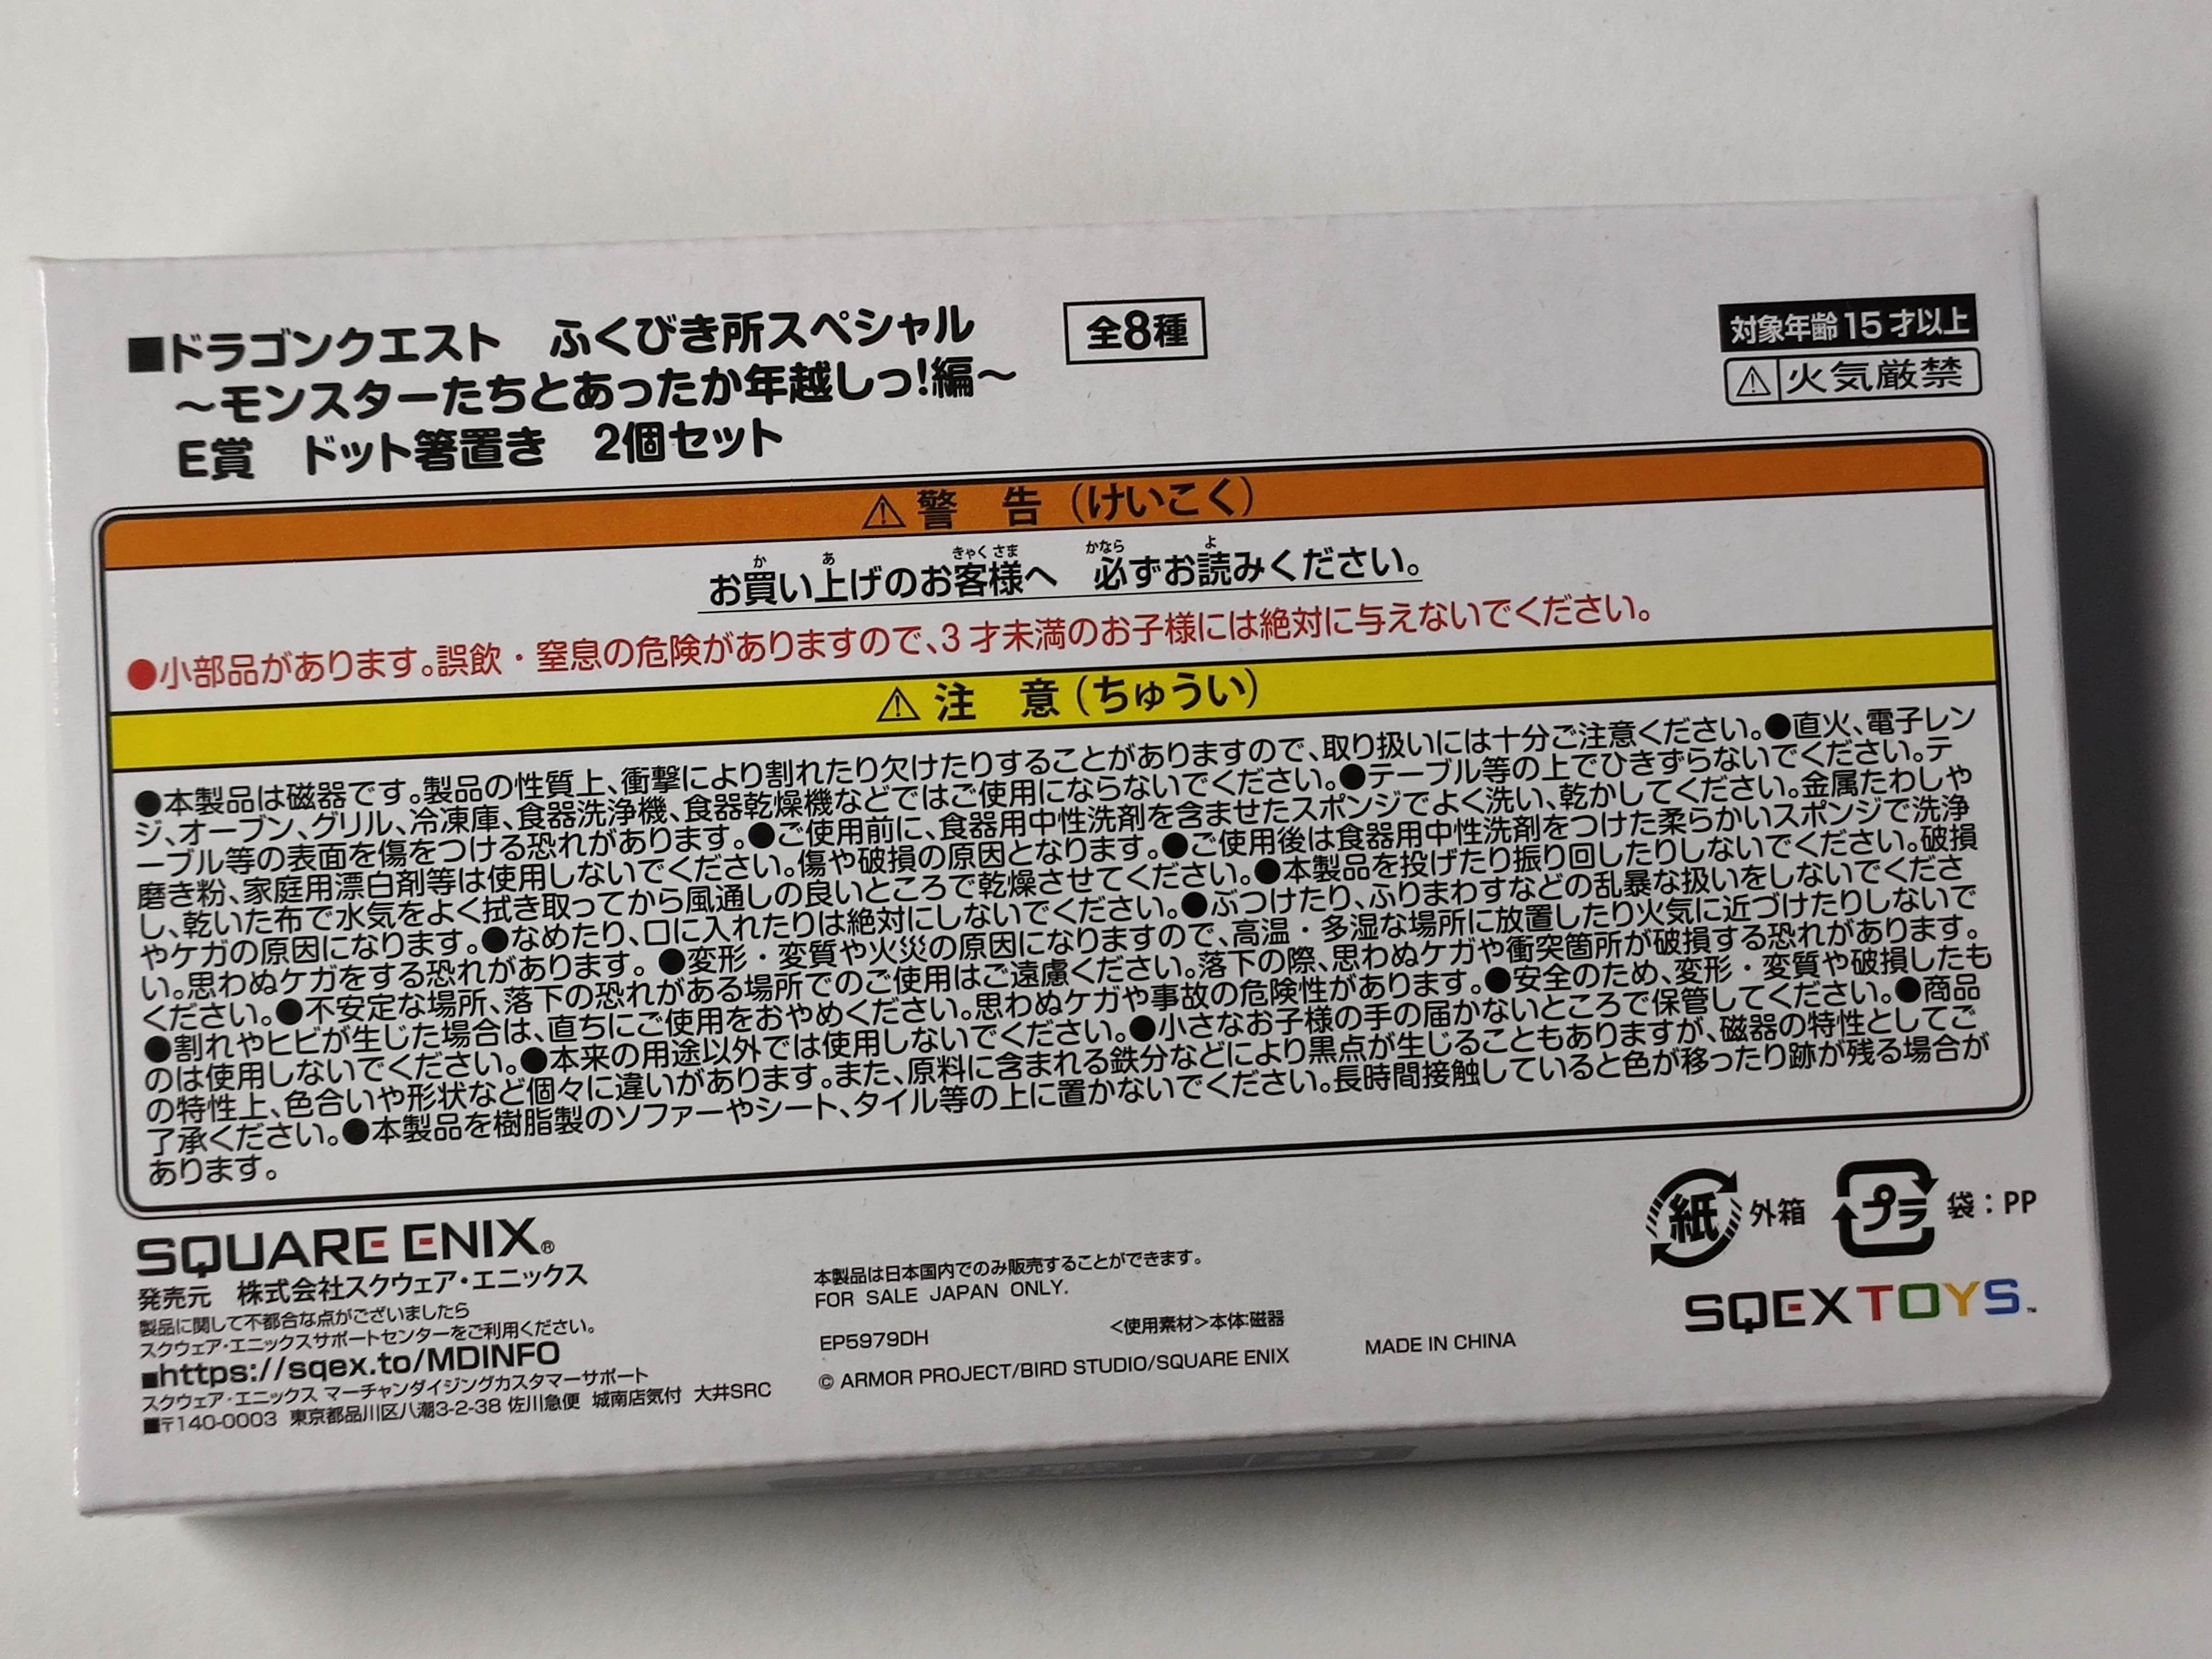 ■ドラゴンクエスト　ふくびき所スペシャル
～モンスターたちとあったか年越しっ!編～
E賞　ドット箸置き　2個セット
全8種
対象年齢15才以上
⚠火気厳禁
⚠警　告（けいこく）
お買い上げのお客様へ　必ずお読みください。
●小部品があります。誤飲・窒息の危険がありますので、3才未満のお子様には絶対に与えないでください。
⚠注　意（ちゅうい）
●本製品は磁器です。製品の性質上、衝撃により割れたり欠けたりすることがありますので、取り扱いには十分ご注意ください。●直火、電子レン
ジ、オーブン、グリル、冷凍庫、食器洗浄機、食器乾燥機などではご使用にならないでください。●テーブル等の上でひきずらないでください。テ
ーブル等の表面を傷をつける恐れがあります。●ご使用前に、食器用中性洗剤を含ませたスポンジでよく洗い、乾かしてください。金属たわしや
磨き粉、家庭用漂白剤等は使用しないでください。傷や破損の原因となります。●ご使用後は食器用中性洗剤をつけた柔らかいスポンジで洗浄
し、乾いた布で水気をよく拭き取ってから風通しの良いところで乾燥させてください。●本製品を投げたり振り回したりしないでください。破損
やケガの原因になります。●なめたり、口に入れたりは絶対にしないでください。●ぶつけたり、ふりまわすなどの乱暴な扱いをしないでくださ
い。思わぬケガをする恐れがあります。●変形・変質や火災の原因になりますので、高温・多湿な場所に放置したり火気に近づけたりしないで
ください。●不安定な場所、落下の恐れがある場所でのご使用はご遠慮ください。落下の際、思わぬケガや衝突箇所が破損する恐れがあります。
●割れやヒビが生じた場合は、直ちにご使用をおやめください。思わぬケガや事故の危険性があります。●安全のため、変形・変質や破損したも
のは使用しないでください。●本来の用途以外では使用しないでください。●小さなお子様の手の届かないところで保管してください。●商品
の特性上、色合いや形状など個々に違いがあります。また、原料に含まれる鉄分などにより黒点が生じることもありますが、磁器の特性としてご
了承ください。●本製品を樹脂製のソファーやシート、タイル等の上に置かないでください。長時間接触していると色が移ったり跡が残る場合が
あります。
SQUARE ENIX®
発売元　株式会社スクウェア・エニックス
製品に関して不都合な点がございましたら
スクウェア・エニックスサポートセンターをご利用ください。
■https://sqex.to/MDINFO
スクウェア・エニックス マーチャンダイジングカスタマーサポート
■〒140-0003 東京都品川区八潮3-2-38 佐川急便 城南店気付 大井SRC
本製品は日本国内でのみ販売することができます。
FOR SALE JAPAN ONLY.
EP5979DH
<使用素材>本体:磁器
© ARMOR PROJECT/BIRD STUDIO/SQUARE ENIX
MADE IN CHINA
紙 外箱
プラ 袋：PP
SQEXTOYS™